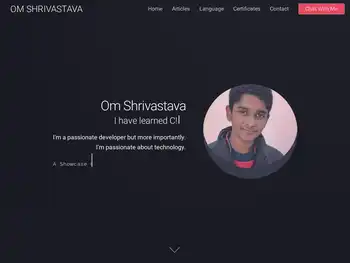 OM SHRIVASTAVA
Home Articles Language Certificates Contact Chat With Me
Om Shrivastava
I have learned C!
I'm a passionate developer but more importantly.
I'm passionate about technology.
A Showcase